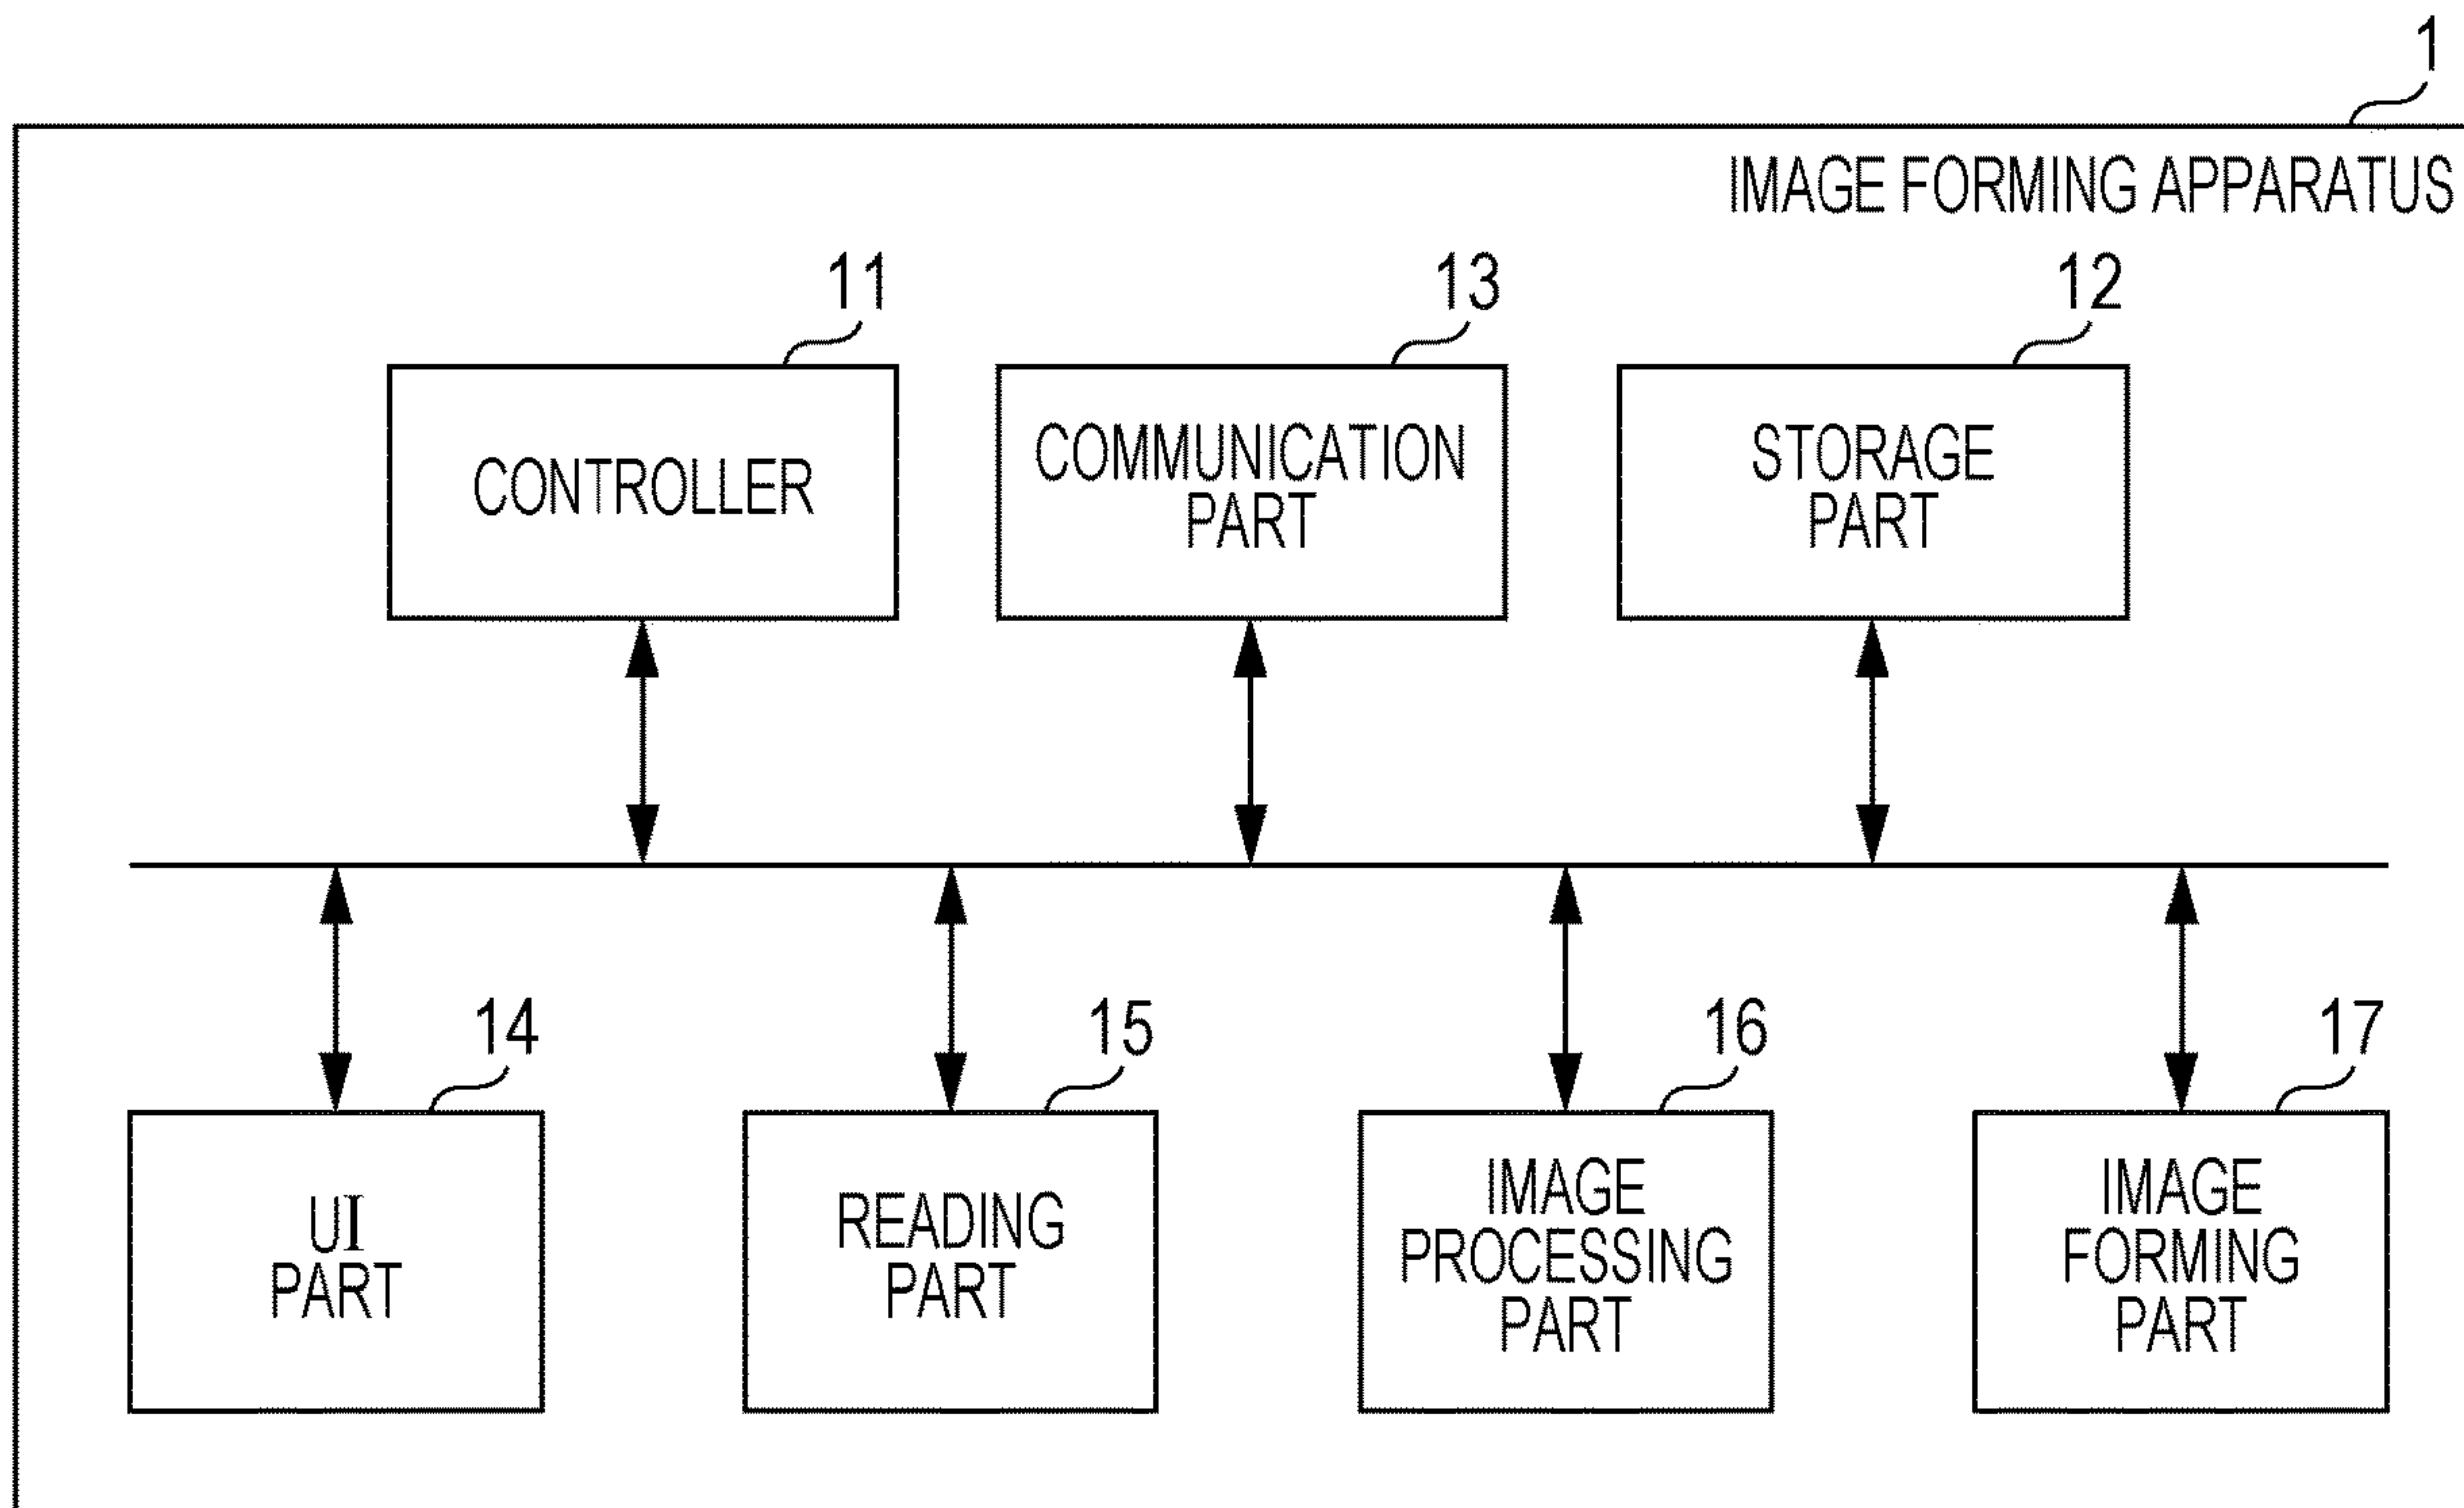 1
IMAGE FORMING APPARATUS
11
13
12
CONTROLLER
COMMUNICATION
PART
STORAGE
PART
14
15
16
17
UI
PART
READING
PART
IMAGE
PROCESSING
PART
IMAGE
FORMING
PART